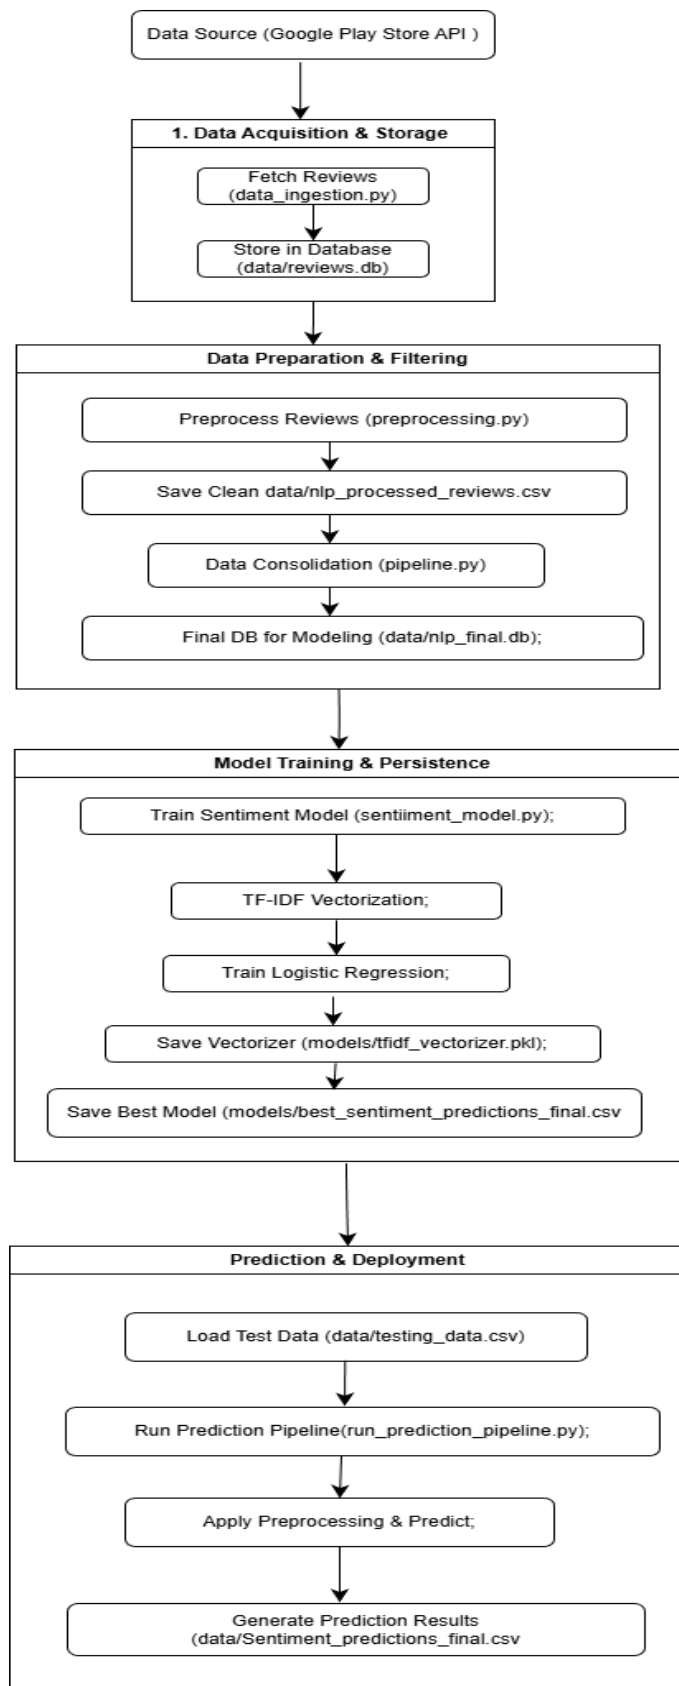 Data Source (Google Play Store API )
1. Data Acquisition & Storage
Fetch Reviews
(data_ingestion.py)
Store in Database
(data/reviews.db)
Data Preparation & Filtering
Preprocess Reviews (preprocessing.py)
Save Clean data/nlp_processed_reviews.csv
Data Consolidation (pipeline.py)
Final DB for Modeling (data/nlp_final.db);
Model Training & Persistence
Train Sentiment Model (sentiiment_model.py);
TF-IDF Vectorization;
Train Logistic Regression;
Save Vectorizer (models/tfidf_vectorizer.pkl);
Save Best Model (models/best_sentiment_predictions_final.csv
Prediction & Deployment
Load Test Data (data/testing_data.csv)
Run Prediction Pipeline(run_prediction_pipeline.py);
Apply Preprocessing & Predict;
Generate Prediction Results
(data/Sentiment_predictions_final.csv